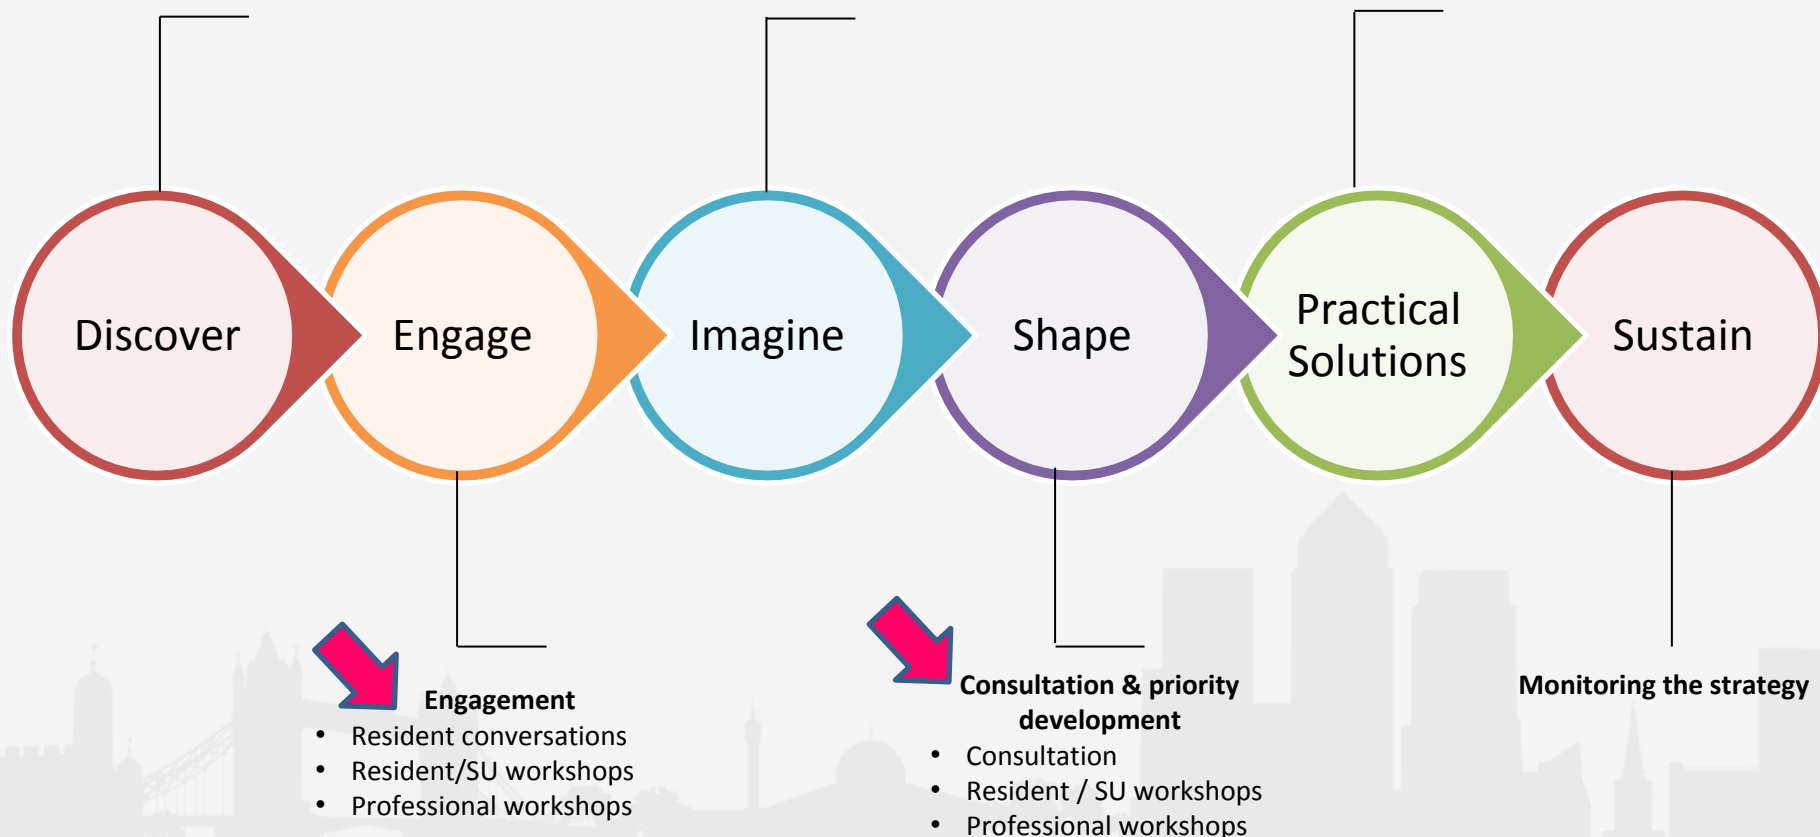 Discover
Engage
Imagine
Shape
Practical
Solutions
Sustain
Engagement
• Resident conversations
• Resident/SU workshops
• Professional workshops
Consultation & priority
development
• Consultation
• Resident / SU workshops
• Professional workshops
Monitoring the strategy